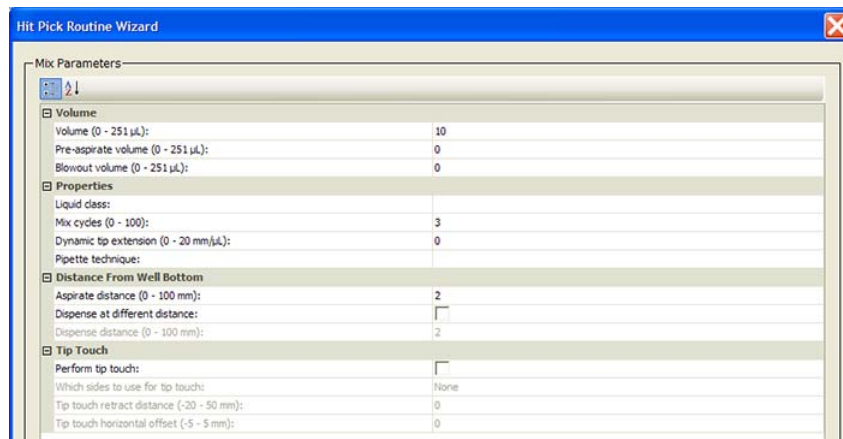 Hit Pick Routine Wizard
Mix Parameters
Volume
Volume (0 - 251 µL): 10
Pre-aspirate volume (0 - 251 µL): 0
Blowout volume (0 - 251 µL): 0
Properties
Liquid class:
Mix cycles (0 - 100): 3
Dynamic tip extension (0 - 20 mm/µL): 0
Pipette technique:
Distance From Well Bottom
Aspirate distance (0 - 100 mm): 2
Dispense at different distance:
Dispense distance (0 - 100 mm): 2
Tip Touch
Perform tip touch:
Which sides to use for tip touch: None
Tip touch retract distance (-20 - 50 mm): 0
Tip touch horizontal offset (-5 - 5 mm): 0